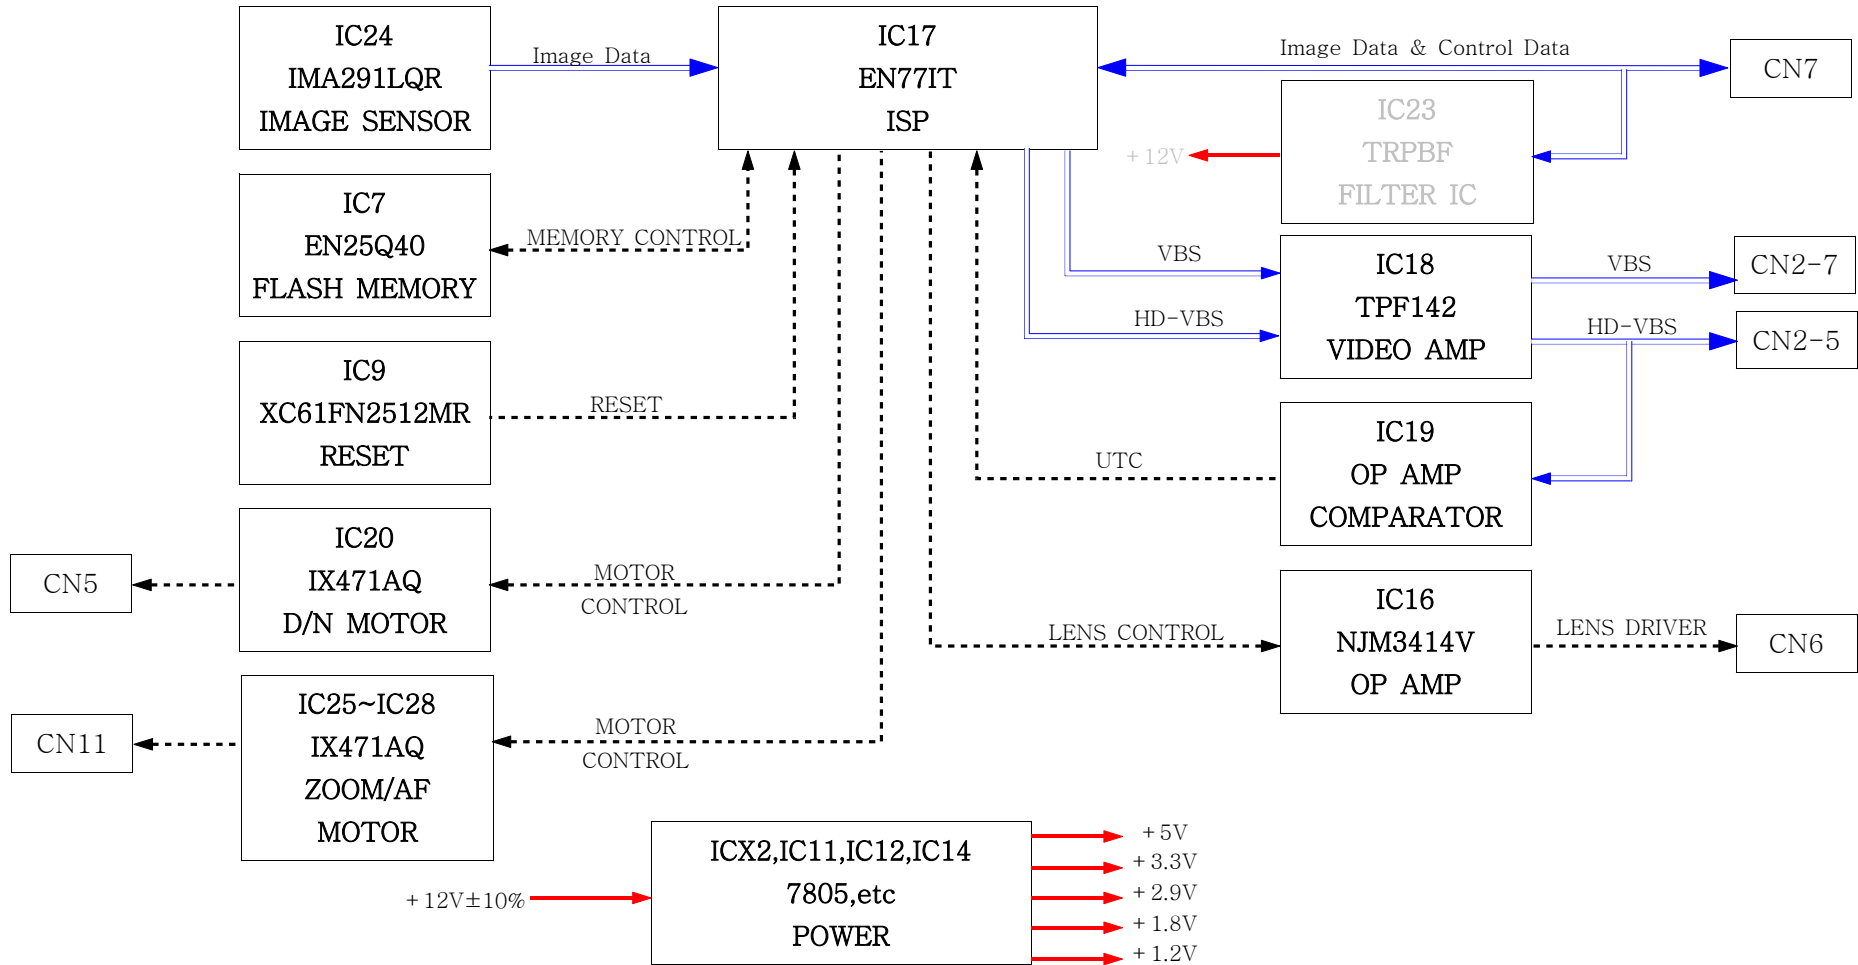 IC24
IMA291LQR
IMAGE SENSOR
Image Data
IC17
EN77IT
ISP
Image Data & Control Data
CN7
IC23
TRPBF
FILTER IC
+12V
IC7
EN25Q40
FLASH MEMORY
MEMORY CONTROL
VBS
HD-VBS
IC18
TPF142
VIDEO AMP
VBS
CN2-7
HD-VBS
CN2-5
IC9
XC61FN2512MR
RESET
RESET
UTC
IC19
OP AMP
COMPARATOR
CN5
IC20
IX471AQ
D/N MOTOR
MOTOR
CONTROL
LENS CONTROL
IC16
NJM3414V
OP AMP
LENS DRIVER
CN6
CN11
IC25~IC28
IX471AQ
ZOOM/AF
MOTOR
MOTOR
CONTROL
+12V±10%
ICX2,IC11,IC12,IC14
7805,etc
POWER
+5V
+3.3V
+2.9V
+1.8V
+1.2V